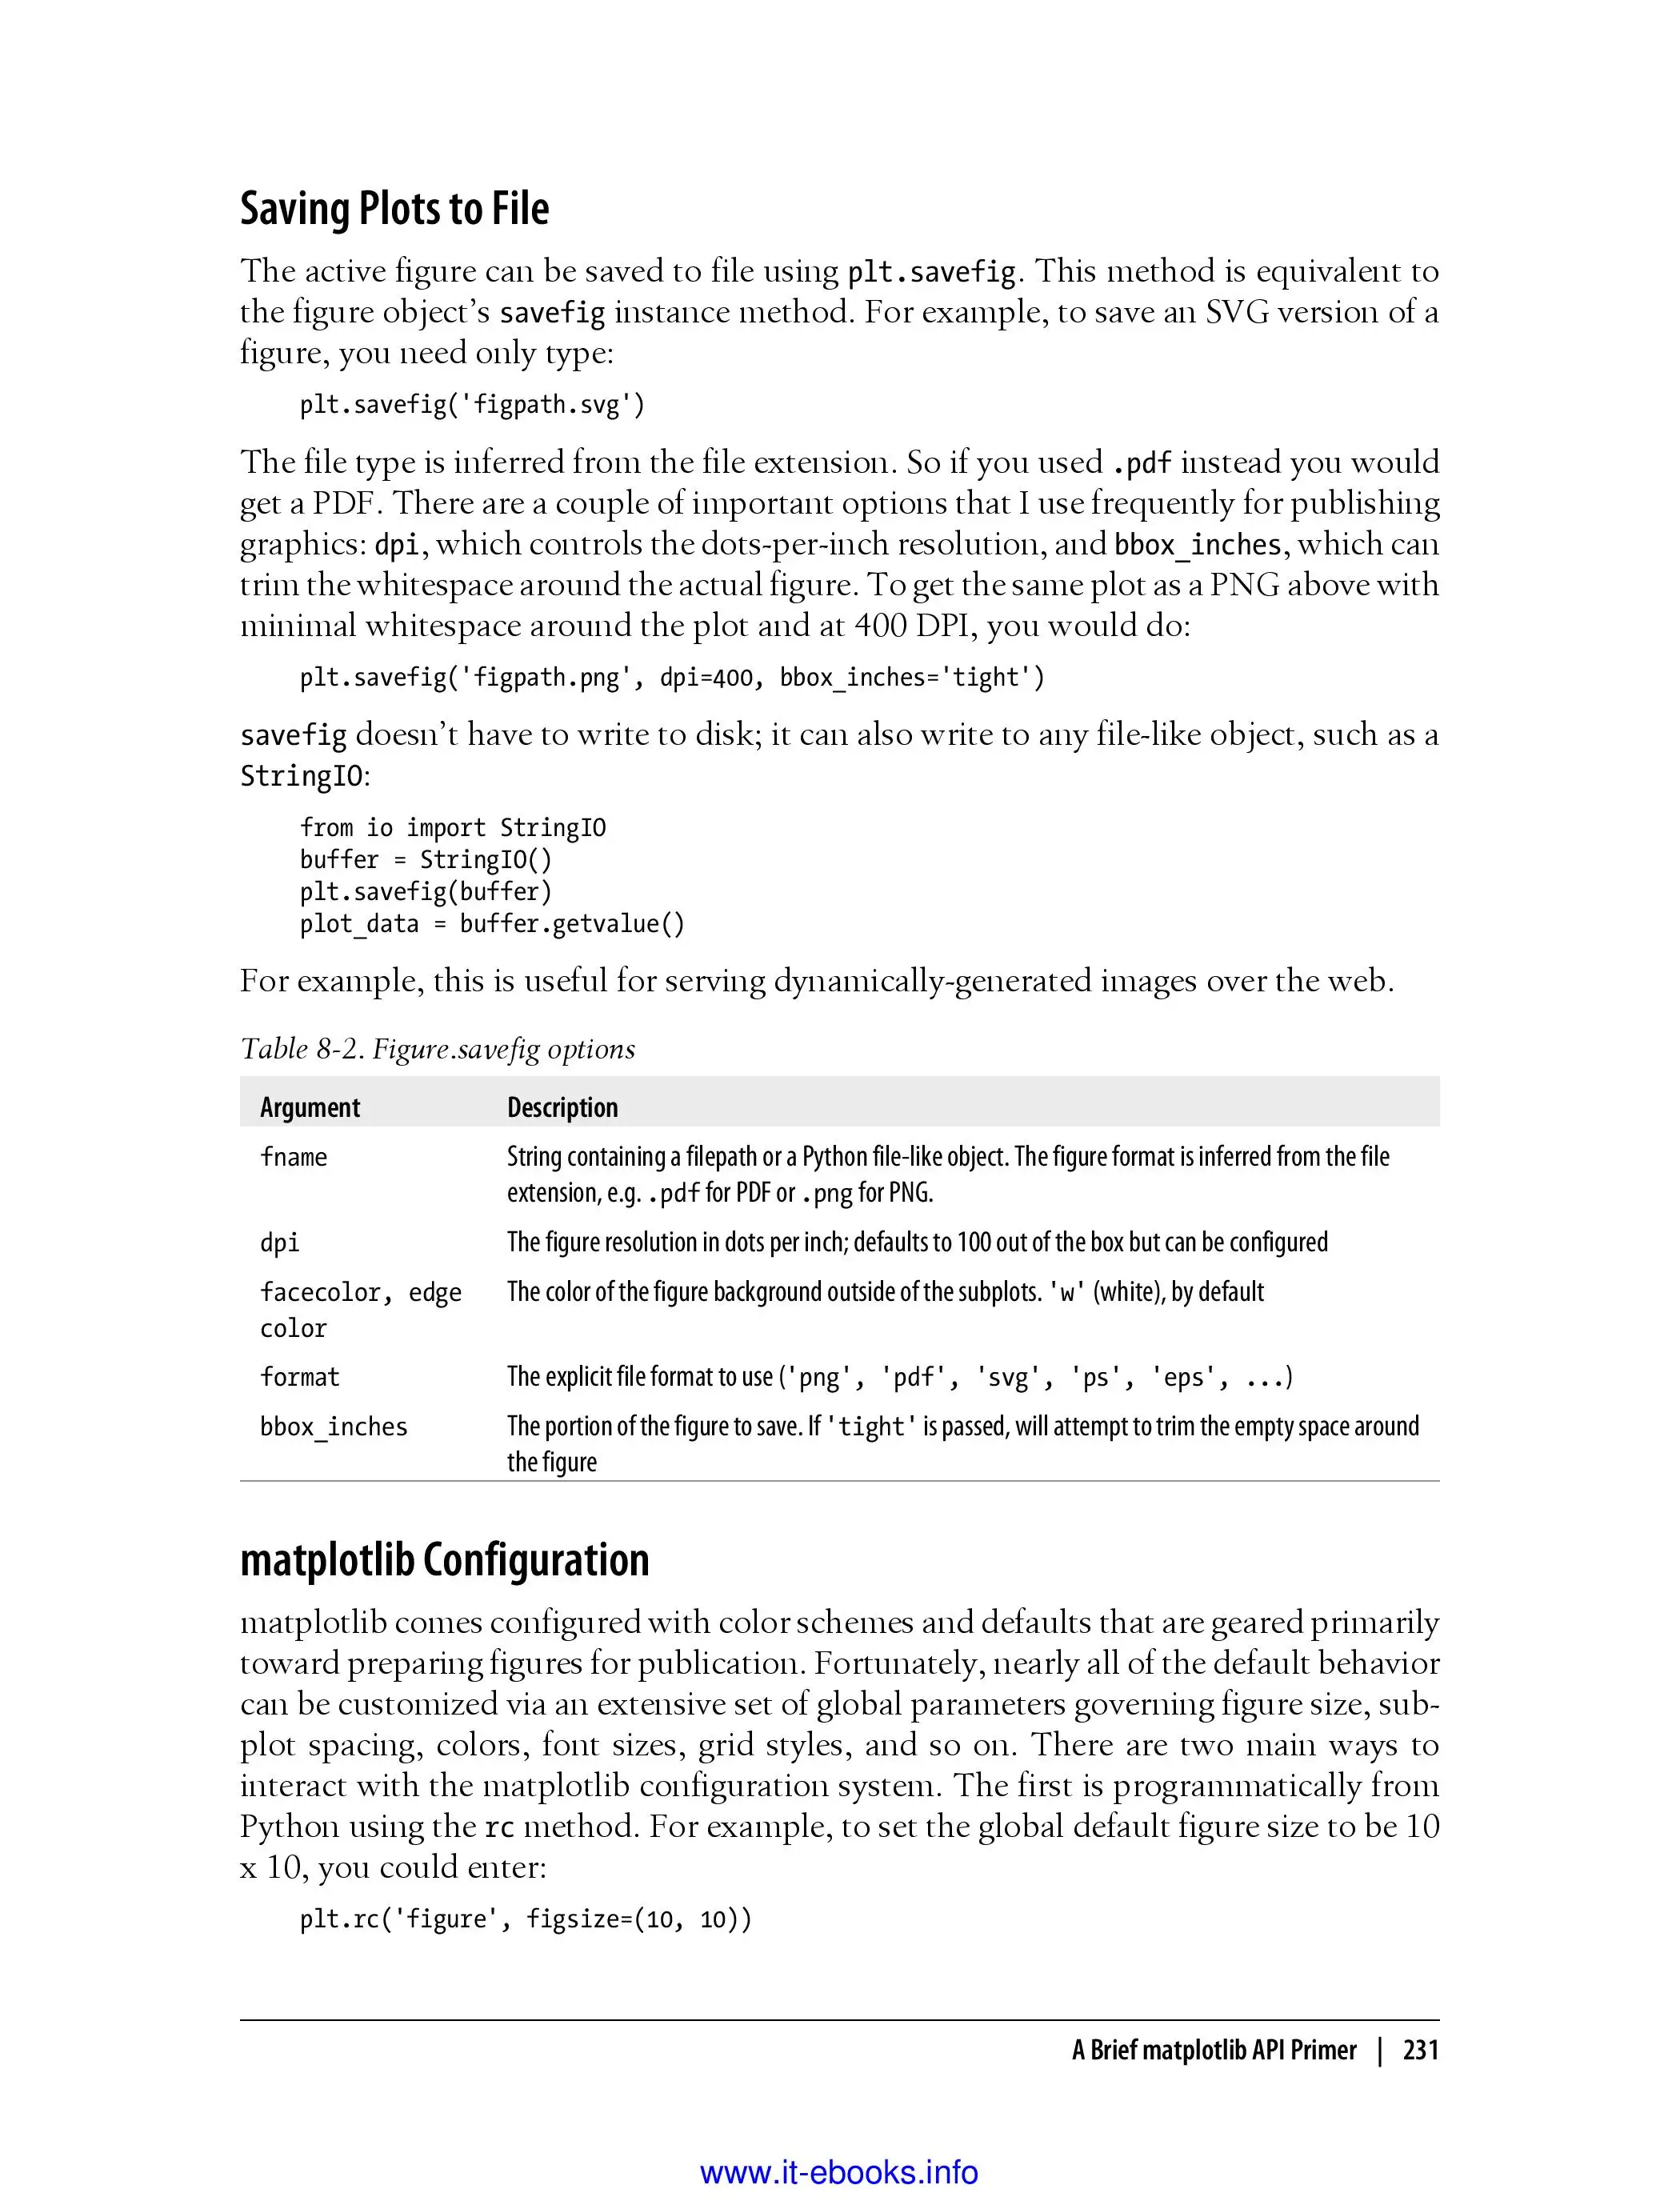 Saving Plots to File
The active figure can be saved to file using plt.savefig. This method is equivalent to
the figure object’s savefig instance method. For example, to save an SVG version of a
figure, you need only type:
plt.savefig('figpath.svg')
The file type is inferred from the file extension. So if you used .pdf instead you would
get a PDF. There are a couple of important options that I use frequently for publishing
graphics: dpi, which controls the dots-per-inch resolution, and bbox_inches, which can
trim the whitespace around the actual figure. To get the same plot as a PNG above with
minimal whitespace around the plot and at 400 DPI, you would do:
plt.savefig('figpath.png', dpi=400, bbox_inches='tight')
savefig doesn’t have to write to disk; it can also write to any file-like object, such as a
StringIO:
from io import StringIO
buffer = StringIO()
plt.savefig(buffer)
plot_data = buffer.getvalue()
For example, this is useful for serving dynamically-generated images over the web.
Table 8-2. Figure.savefig options
Argument Description
fname String containing a filepath or a Python file-like object. The figure format is inferred from the file
extension, e.g. .pdf for PDF or .png for PNG.
dpi The figure resolution in dots per inch; defaults to 100 out of the box but can be configured
facecolor, edge The color of the figure background outside of the subplots. 'w' (white), by default
color
format The explicit file format to use ('png', 'pdf', 'svg', 'ps', 'eps', ...)
bbox_inches The portion of the figure to save. If 'tight' is passed, will attempt to trim the empty space around
the figure
matplotlib Configuration
matplotlib comes configured with color schemes and defaults that are geared primarily
toward preparing figures for publication. Fortunately, nearly all of the default behavior
can be customized via an extensive set of global parameters governing figure size, sub-
plot spacing, colors, font sizes, grid styles, and so on. There are two main ways to
interact with the matplotlib configuration system. The first is programmatically from
Python using the rc method. For example, to set the global default figure size to be 10
x 10, you could enter:
plt.rc('figure', figsize=(10, 10))
A Brief matplotlib API Primer | 231
www.it-ebooks.info